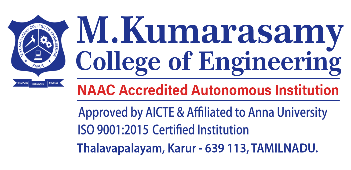 M.Kumarasamy
College of Engineering
NAAC Accredited Autonomous Institution
Approved by AICTE & Affiliated to Anna University
ISO 9001:2015 Certified Institution
Thalavapalayam, Karur - 639 113, TAMILNADU.